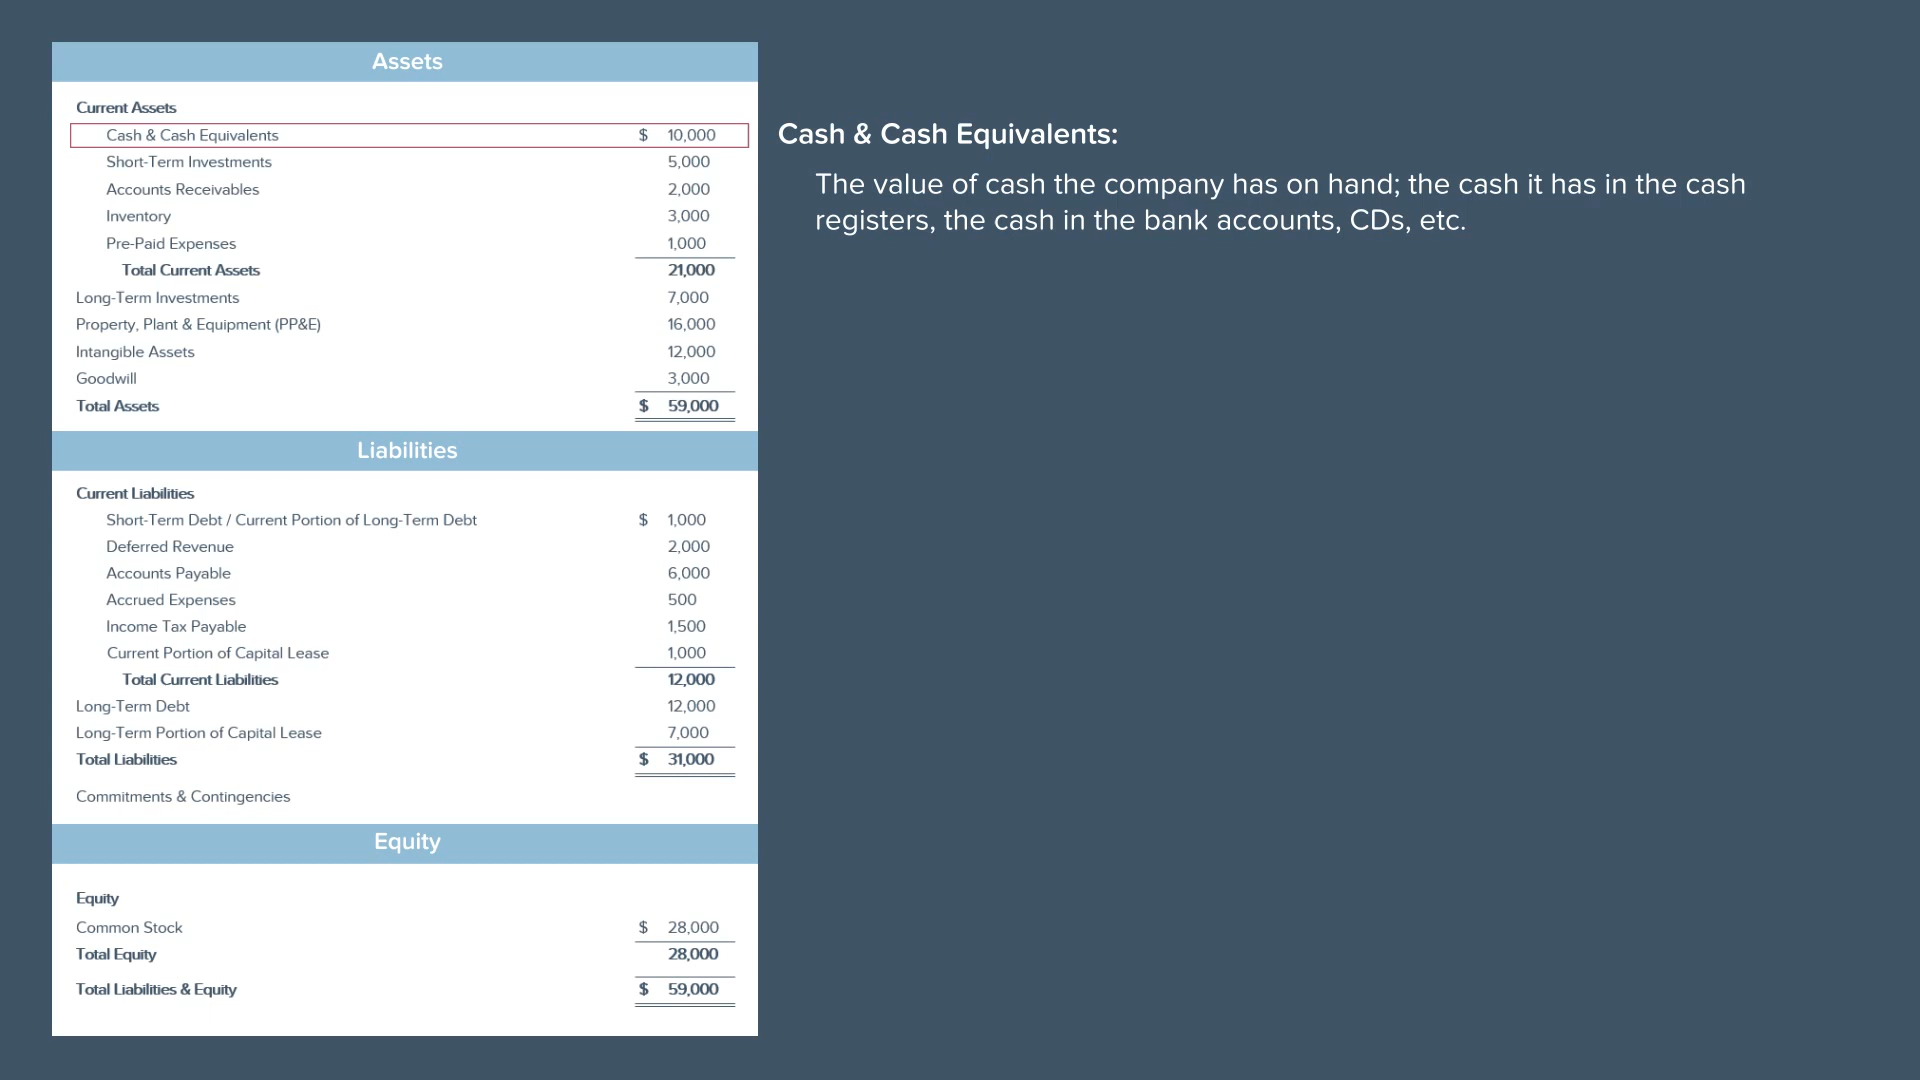 Assets
Current Assets
Cash & Cash Equivalents $ 10,000
Short-Term Investments 5,000
Accounts Receivables 2,000
Inventory 3,000
Pre-Paid Expenses 1,000
Total Current Assets 21,000
Long-Term Investments 7,000
Property, Plant & Equipment (PP&E) 16,000
Intangible Assets 12,000
Goodwill 3,000
Total Assets $ 59,000
Liabilities
Current Liabilities
Short-Term Debt / Current Portion of Long-Term Debt $ 1,000
Deferred Revenue 2,000
Accounts Payable 6,000
Accrued Expenses 500
Income Tax Payable 1,500
Current Portion of Capital Lease 1,000
Total Current Liabilities 12,000
Long-Term Debt 12,000
Long-Term Portion of Capital Lease 7,000
Total Liabilities $ 31,000
Commitments & Contingencies
Equity
Equity
Common Stock $ 28,000
Total Equity 28,000
Total Liabilities & Equity $ 59,000
Cash & Cash Equivalents:
The value of cash the company has on hand; the cash it has in the cash
registers, the cash in the bank accounts, CDs, etc.